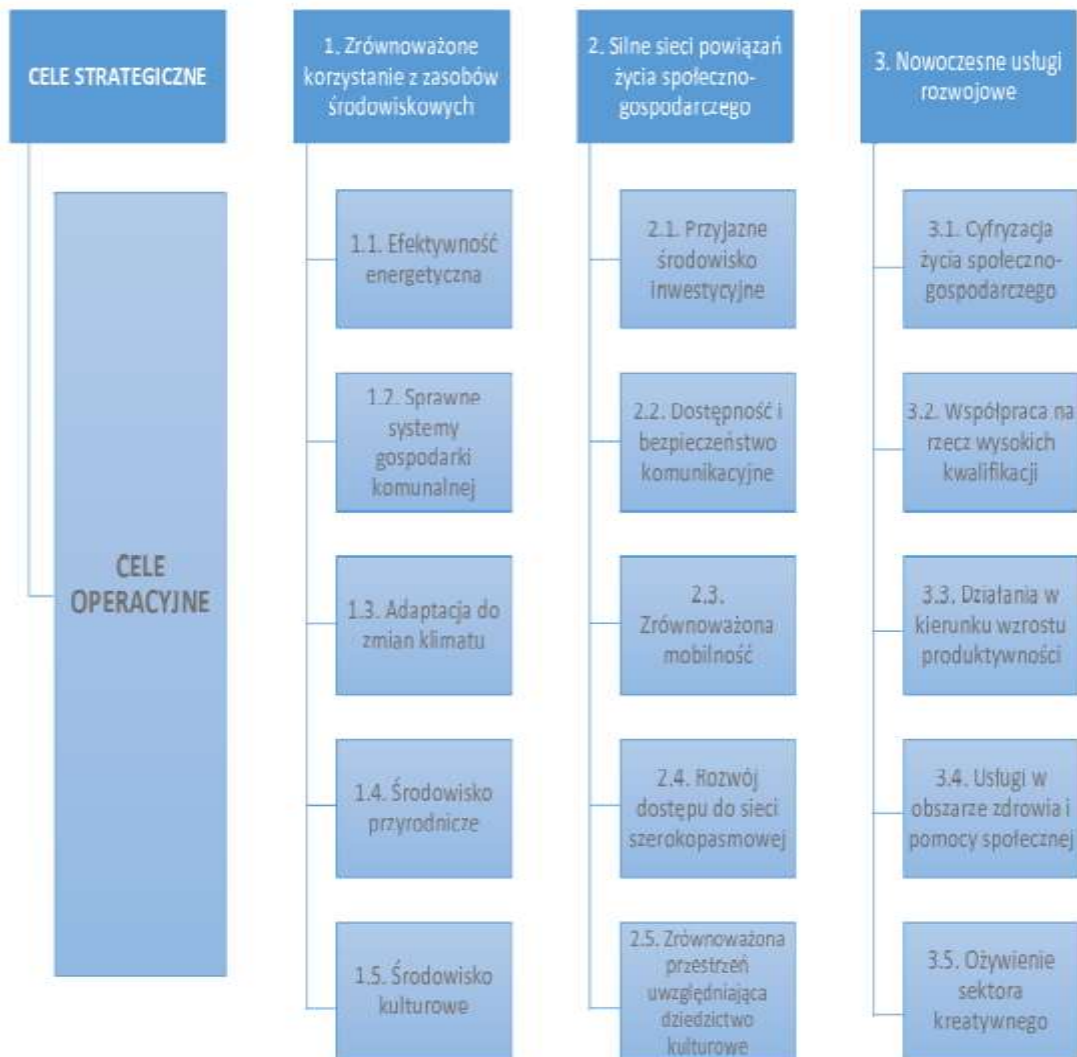 CELE STRATEGICZNE
CELE
OPERACYJNE
1. Zrównoważone
korzystanie z zasobów
środowiskowych
1.1. Efektywność
energetyczna
1.2. Sprawne
systemy
gospodarki
komunalnej
1.3. Adaptacja do
zmian klimatu
1.4. Środowisko
przyrodnicze
1.5. Środowisko
kulturowe
2. Silne sieci powiązań
życia społeczno-
gospodarczego
2.1. Przyjazne
środowisko
inwestycyjne
2.2. Dostępność i
bezpieczeństwo
komunikacyjne
2.3.
Zrównoważona
mobilność
2.4. Rozwój
dostępu do sieci
szerokopasmowej
2.5. Zrównoważona
przestrzeń
uwzględniająca
dziedzictwo
kulturowe
3. Nowoczesne usługi
rozwojowe
3.1. Cyfryzacja
życia społeczno-
gospodarczego
3.2. Współpraca na
rzecz wysokich
kwalifikacji
3.3. Działania w
kierunku wzrostu
produktywności
3.4. Usługi w
obszarze zdrowia i
pomocy społecznej
3.5. Ożywienie
sektora
kreatywnego